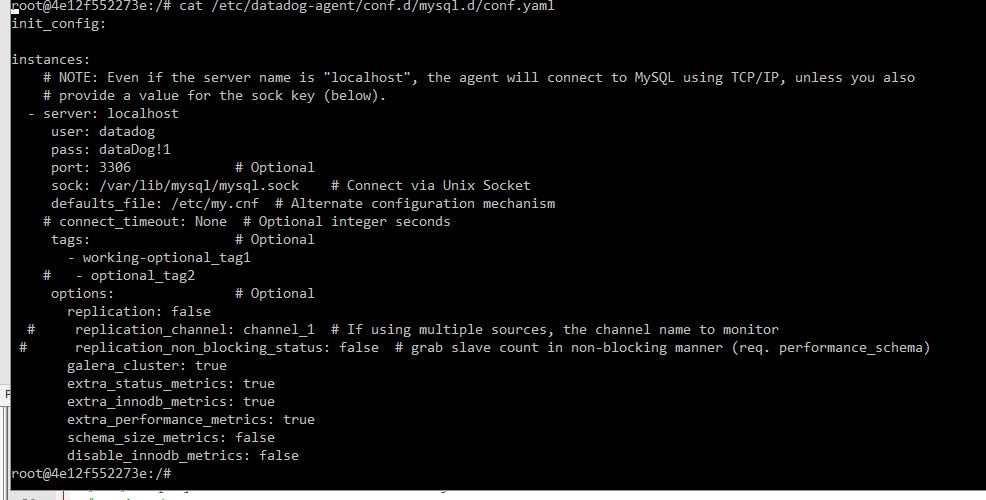 root@4e12f552273e:/# cat /etc/datadog-agent/conf.d/mysql.d/conf.yaml
init_config:

instances:
    # NOTE: Even if the server name is "localhost", the agent will connect to MySQL using TCP/IP, unless you also
    # provide a value for the sock key (below).
  - server: localhost
     user: datadog
     pass: dataDog!1
     port: 3306             # Optional
     sock: /var/lib/mysql/mysql.sock    # Connect via Unix Socket
     defaults_file: /etc/my.cnf  # Alternate configuration mechanism
    # connect_timeout: None  # Optional integer seconds
     tags:                  # Optional
       - working-optional_tag1
    #   - optional_tag2
     options:               # Optional
       replication: false
  #     replication_channel: channel_1  # If using multiple sources, the channel name to monitor
 #      replication_non_blocking_status: false  # grab slave count in non-blocking manner (req. performance_schema)
       galera_cluster: true
       extra_status_metrics: true
       extra_innodb_metrics: true
       extra_performance_metrics: true
       schema_size_metrics: false
       disable_innodb_metrics: false
root@4e12f552273e:/#